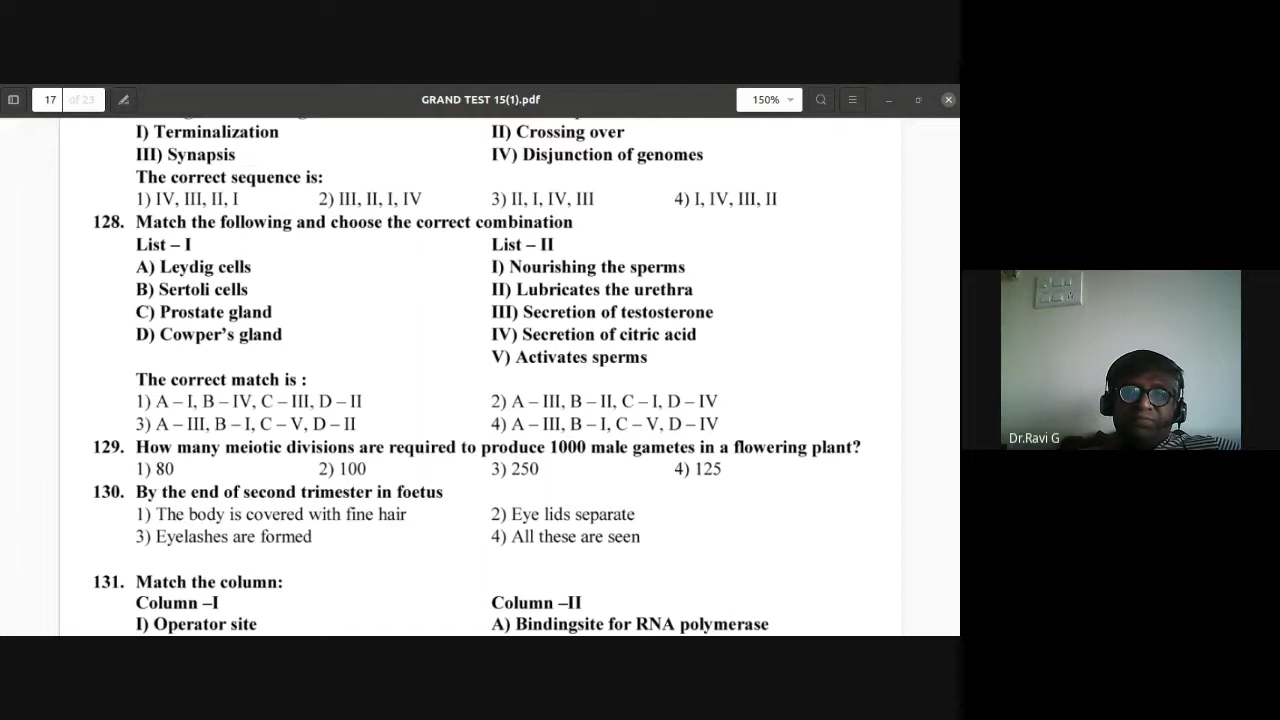 17 of 23 GRAND TEST 15(1).pdf 150%
I) Terminalization II) Crossing over
III) Synapsis IV) Disjunction of genomes
The correct sequence is:
1) IV, III, II, I 2) III, II, I, IV 3) II, I, IV, III 4) I, IV, III, II
128. Match the following and choose the correct combination
List – I List – II
A) Leydig cells I) Nourishing the sperms
B) Sertoli cells II) Lubricates the urethra
C) Prostate gland III) Secretion of testosterone
D) Cowper's gland IV) Secretion of citric acid
V) Activates sperms
The correct match is :
1) A – I, B – IV, C – III, D – II 2) A – III, B – II, C – I, D – IV
3) A – III, B – I, C – V, D – II 4) A – III, B – I, C – V, D – IV
129. How many meiotic divisions are required to produce 1000 male gametes in a flowering plant?
1) 80 2) 100 3) 250 4) 125
130. By the end of second trimester in foetus
1) The body is covered with fine hair 2) Eye lids separate
3) Eyelashes are formed 4) All these are seen
131. Match the column:
Column –I Column –II
I) Operator site A) Bindingsite for RNA polymerase
Dr.Ravi G